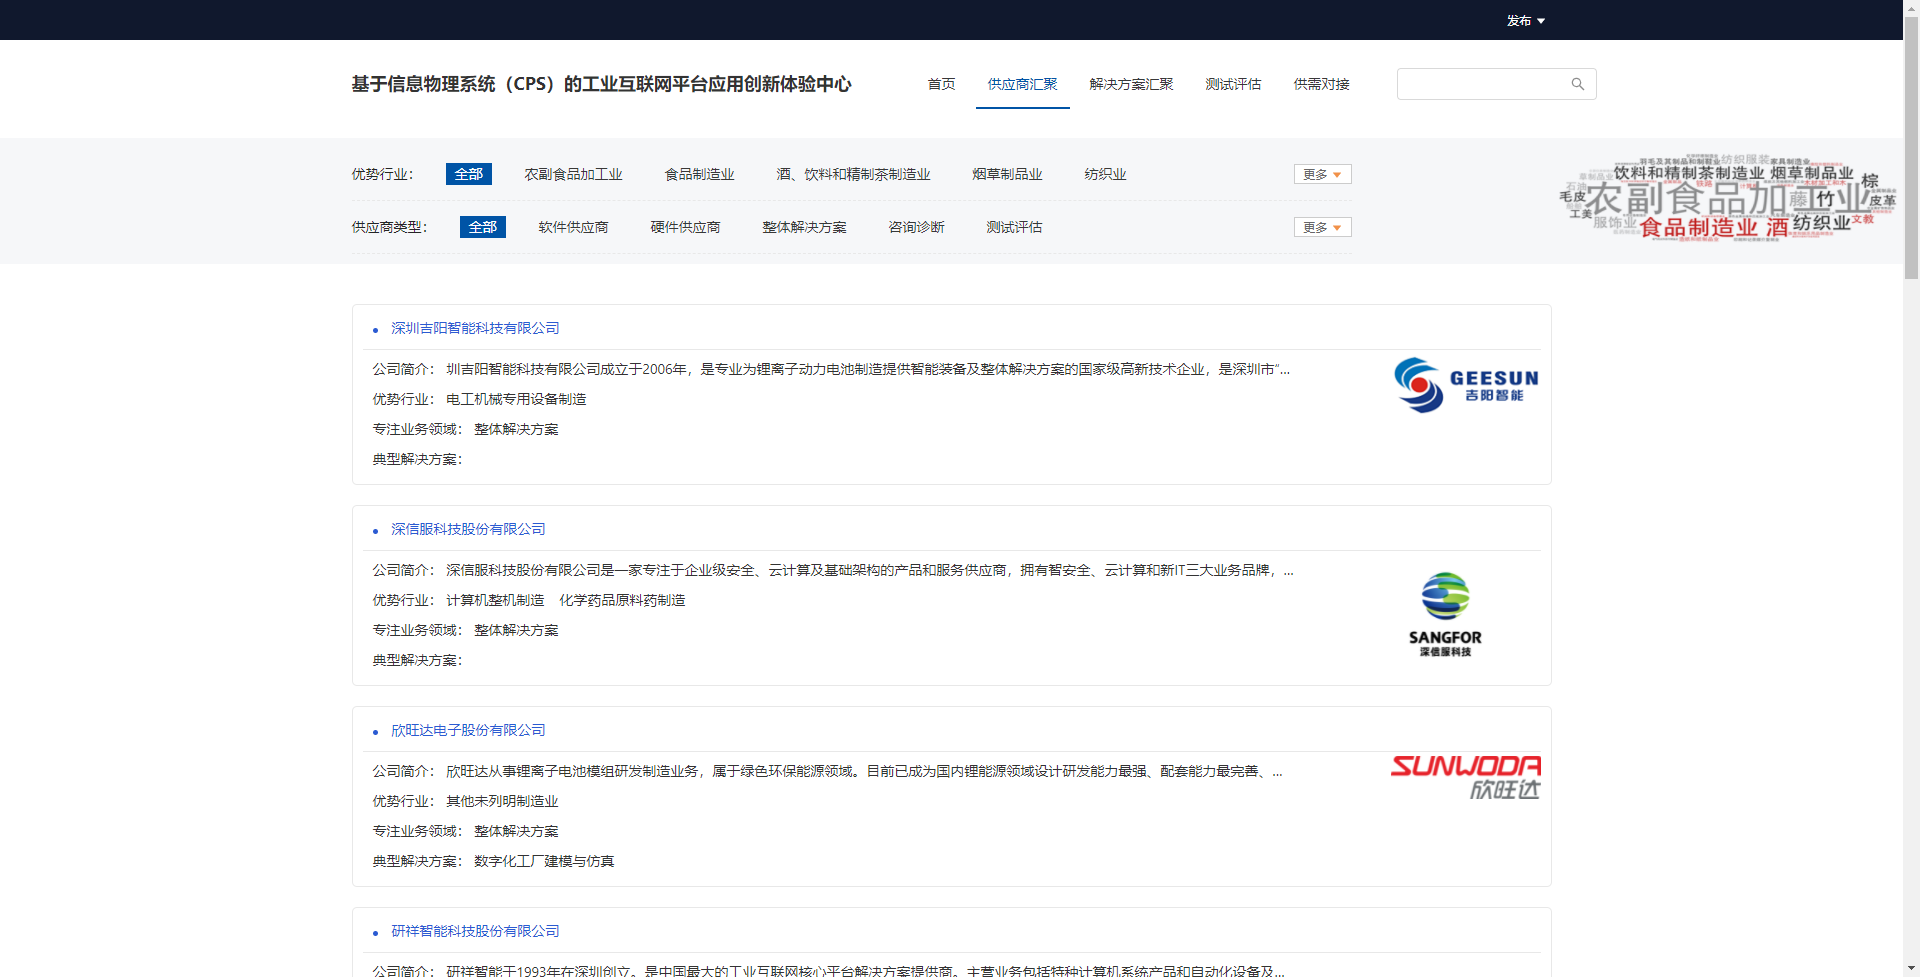 发布
基于信息物理系统（CPS）的工业互联网平台应用创新体验中心
首页 供应商汇聚 解决方案汇聚 测试评估 供需对接
优势行业： 全部 农副食品加工业 食品制造业 酒、饮料和精制茶制造业 烟草制品业 纺织业 更多
供应商类型： 全部 软件供应商 硬件供应商 整体解决方案 咨询诊断 测试评估 更多
纺织服装
饮料和精制茶制造业 烟草制品业 棕
毛皮 农副食品加工业 藤 竹 皮革
工美 服饰业 食品制造业 酒 纺织业 文教
深圳吉阳智能科技有限公司
公司简介： 圳吉阳智能科技有限公司成立于2006年，是专业为锂离子动力电池制造提供智能装备及整体解决方案的国家级高新技术企业，是深圳市“...
优势行业： 电工机械专用设备制造
专注业务领域： 整体解决方案
典型解决方案：
GEESUN
吉阳智能
深信服科技股份有限公司
公司简介： 深信服科技股份有限公司是一家专注于企业级安全、云计算及基础架构的产品和服务供应商，拥有智安全、云计算和新IT三大业务品牌，...
优势行业： 计算机整机制造 化学药品原料药制造
专注业务领域： 整体解决方案
典型解决方案：
SANGFOR
深信服科技
欣旺达电子股份有限公司
公司简介： 欣旺达从事锂离子电池模组研发制造业务，属于绿色环保能源领域。目前已成为国内锂能源领域设计研发能力最强、配套能力最完善、...
优势行业： 其他未列明制造业
专注业务领域： 整体解决方案
典型解决方案： 数字化工厂建模与仿真
SUNWODA
欣旺达
研祥智能科技股份有限公司
公司简介： 研祥智能于1993年在深圳创立。是中国最大的工业互联网核心平台解决方案提供商。主营业务包括特种计算机系统产品和自动化设备及...